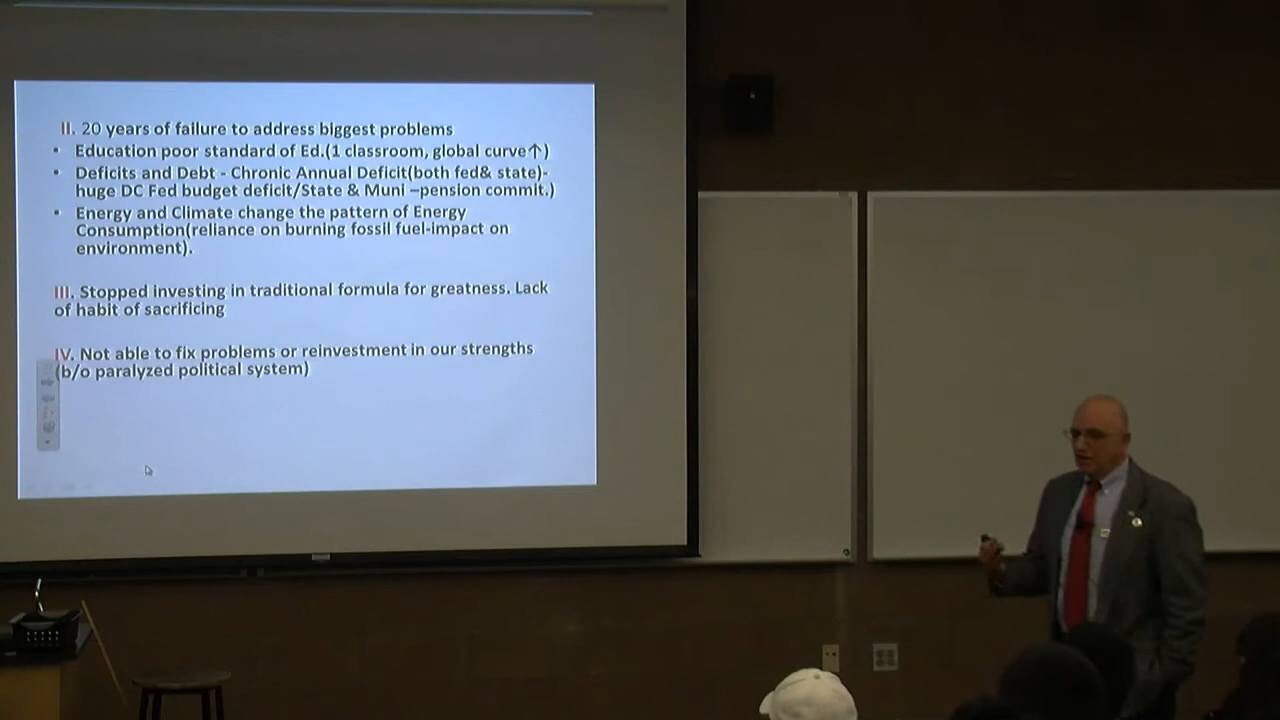 II. 20 years of failure to address biggest problems
• Education poor standard of Ed.(1 classroom, global curve↑)
• Deficits and Debt - Chronic Annual Deficit(both fed& state)-
huge DC Fed budget deficit/State & Muni –pension commit.)
• Energy and Climate change the pattern of Energy
Consumption(reliance on burning fossil fuel-impact on
environment).
III. Stopped investing in traditional formula for greatness. Lack
of habit of sacrificing
IV. Not able to fix problems or reinvestment in our strengths
(b/o paralyzed political system)